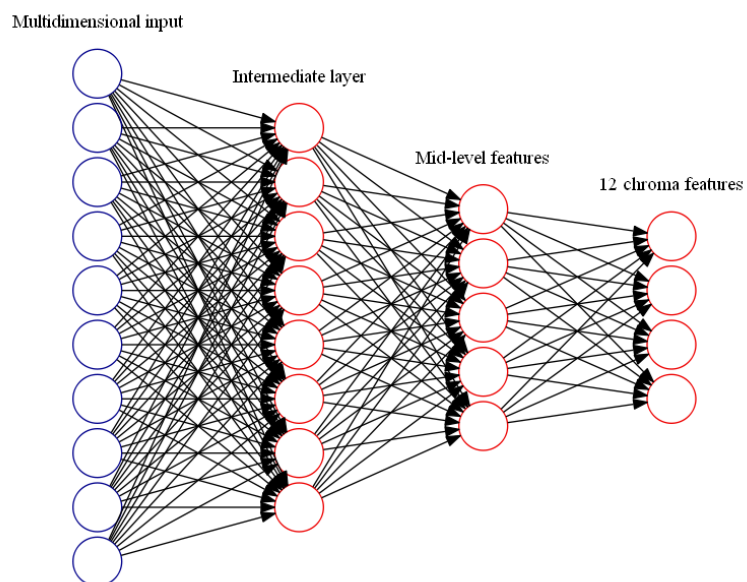 Multidimensional input
Intermediate layer
Mid-level features
12 chroma features